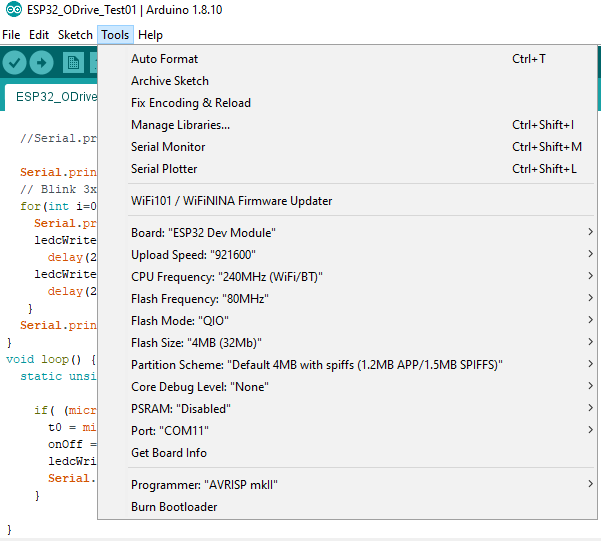 ESP32_ODrive_Test01 | Arduino 1.8.10
File Edit Sketch Tools Help
ESP32_ODrive
Auto Format Ctrl+T
Archive Sketch
Fix Encoding & Reload
Manage Libraries... Ctrl+Shift+I
Serial Monitor Ctrl+Shift+M
Serial Plotter Ctrl+Shift+L
WiFi101 / WiFiNINA Firmware Updater
Board: "ESP32 Dev Module"
Upload Speed: "921600"
CPU Frequency: "240MHz (WiFi/BT)"
Flash Frequency: "80MHz"
Flash Mode: "QIO"
Flash Size: "4MB (32Mb)"
Partition Scheme: "Default 4MB with spiffs (1.2MB APP/1.5MB SPIFFS)"
Core Debug Level: "None"
PSRAM: "Disabled"
Port: "COM11"
Get Board Info
Programmer: "AVRISP mkII"
Burn Bootloader
//Serial.pr
Serial.prin
// Blink 3x
for(int i=0
Serial.pr
ledcWrite
delay(2
ledcWrite
delay(2
}
Serial.prin
}
void loop() {
static unsi
if( (micr
t0 = mi
onOff =
ledcWri
Serial.
}
}